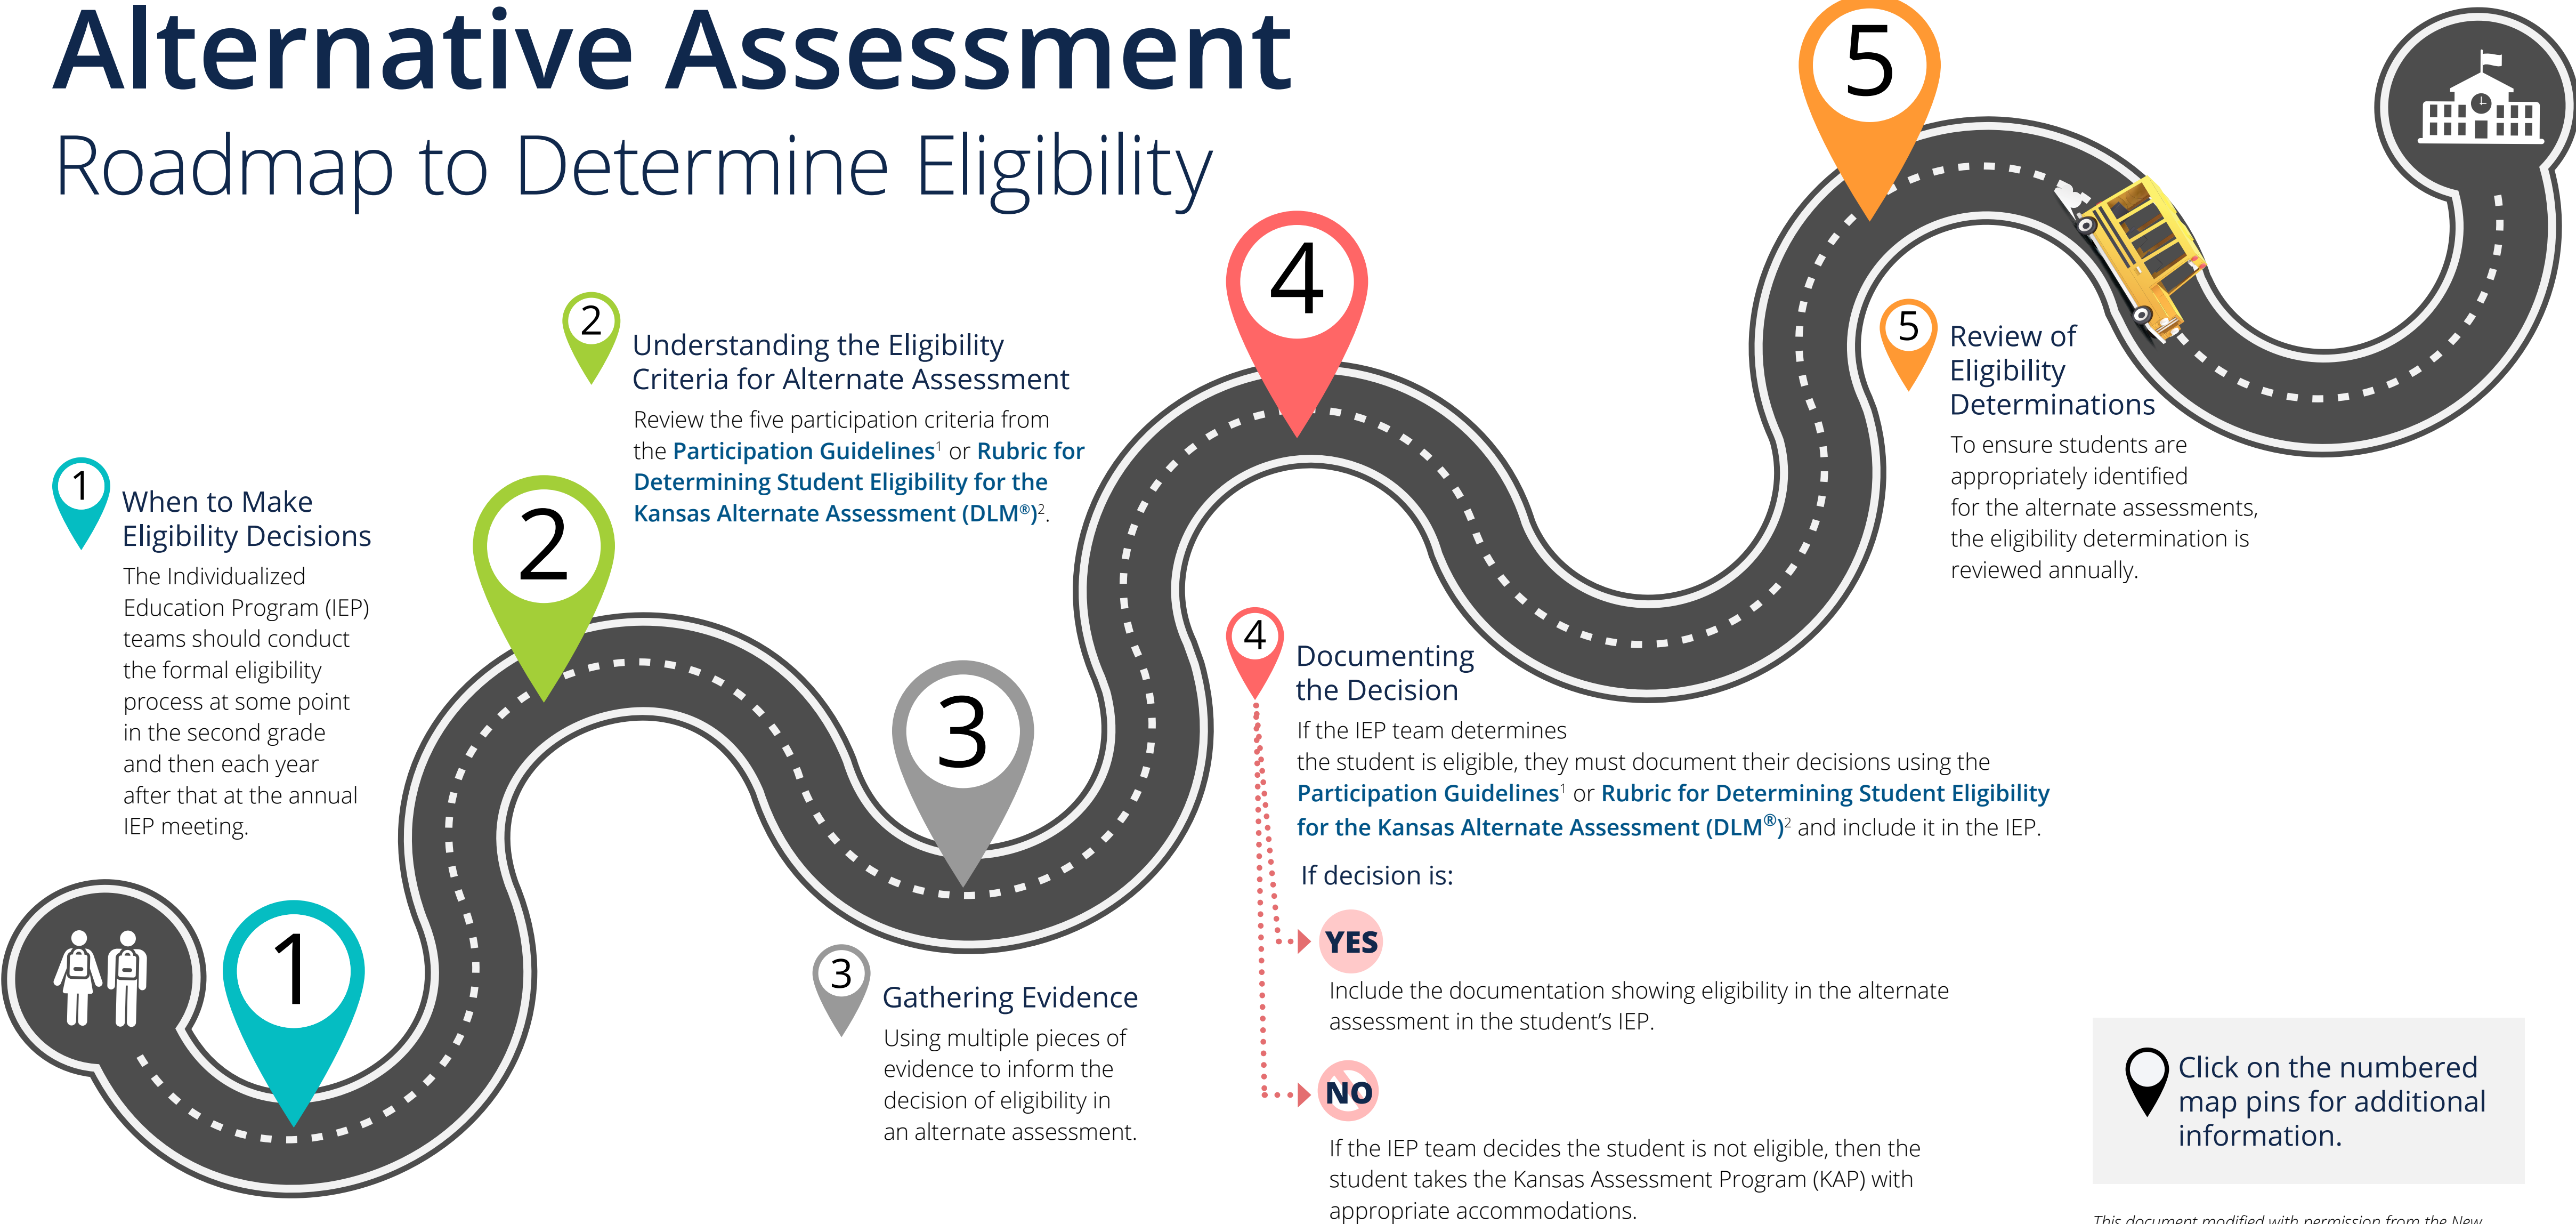 Alternative Assessment
Roadmap to Determine Eligibility
1
When to Make
Eligibility Decisions
The Individualized
Education Program (IEP)
teams should conduct
the formal eligibility
process at some point
in the second grade
and then each year
after that at the annual
IEP meeting.
1
2
Understanding the Eligibility
Criteria for Alternate Assessment
Review the five participation criteria from
the Participation Guidelines¹ or Rubric for
Determining Student Eligibility for the
Kansas Alternate Assessment (DLM®)².
2
3
3
Gathering Evidence
Using multiple pieces of
evidence to inform the
decision of eligibility in
an alternate assessment.
4
4
Documenting
the Decision
If the IEP team determines
the student is eligible, they must document their decisions using the
Participation Guidelines¹ or Rubric for Determining Student Eligibility
for the Kansas Alternate Assessment (DLM®)² and include it in the IEP.
If decision is:
YES
Include the documentation showing eligibility in the alternate
assessment in the student’s IEP.
NO
If the IEP team decides the student is not eligible, then the
student takes the Kansas Assessment Program (KAP) with
appropriate accommodations.
5
5
Review of
Eligibility
Determinations
To ensure students are
appropriately identified
for the alternate assessments,
the eligibility determination is
reviewed annually.
Click on the numbered
map pins for additional
information.
This document modified with permission from the New